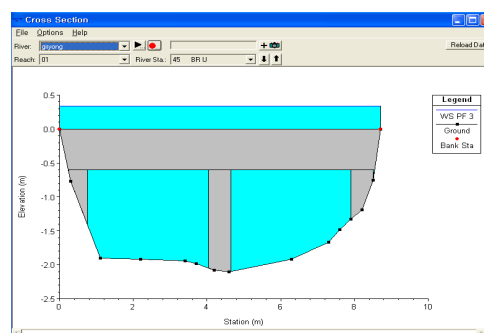 Cross Section
File Options Help
River: gayong
Reload Dat
Reach: 01 River Sta.: 45 BR U
Legend
WS PF 3
Ground
Bank Sta
0.5
0.0
-0.5
-1.0
-1.5
-2.0
-2.5
Elevation (m)
0 2 4 6 8 10
Station (m)